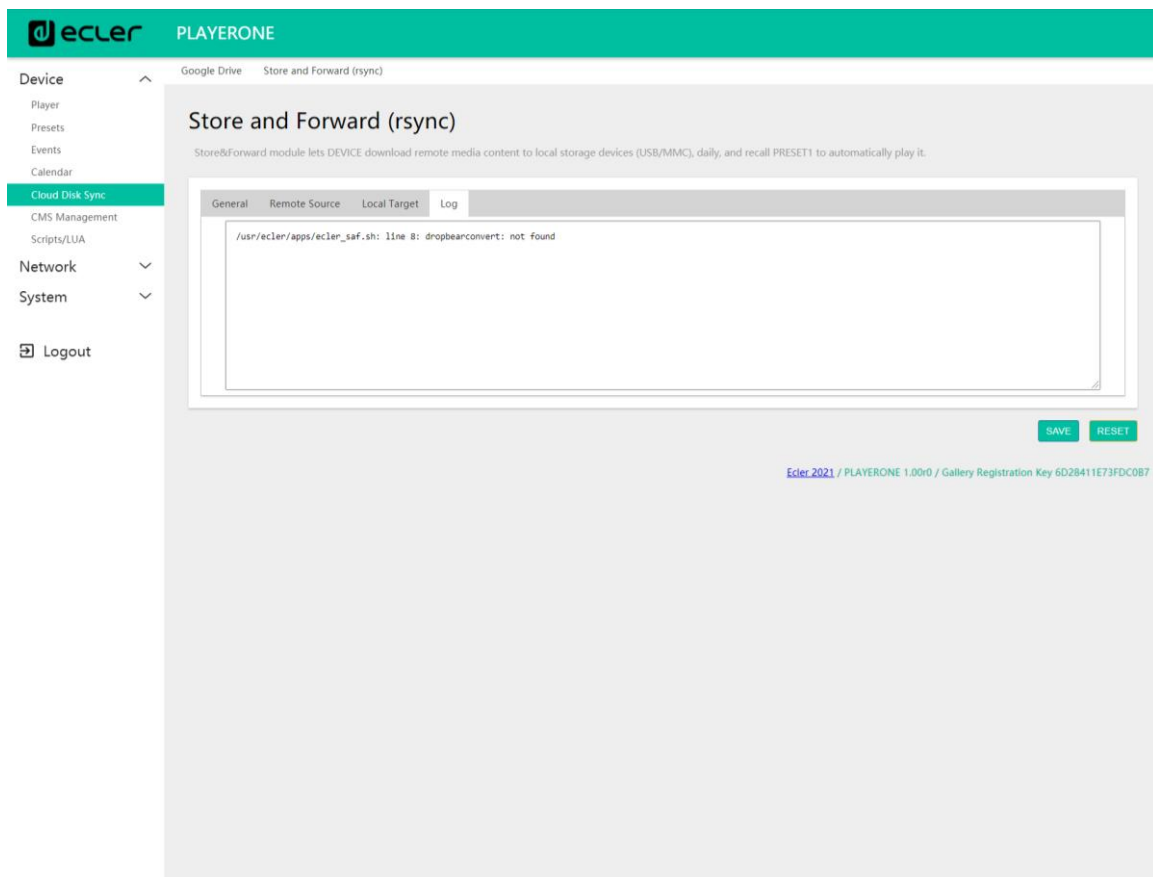 ecler
PLAYERONE
Device
Player
Presets
Events
Calendar
Cloud Disk Sync
CMS Management
Scripts/LUA
Network
System
Logout
Google Drive Store and Forward (rsync)
Store and Forward (rsync)
Store&Forward module lets DEVICE download remote media content to local storage devices (USB/MMC), daily, and recall PRESET1 to automatically play it.
General Remote Source Local Target Log
/usr/ecler/apps/ecler_saf.sh: line 8: dropbearconvert: not found
SAVE RESET
Ecler 2021 / PLAYERONE 1.00r0 / Gallery Registration Key 6D28411E73FDC0B7